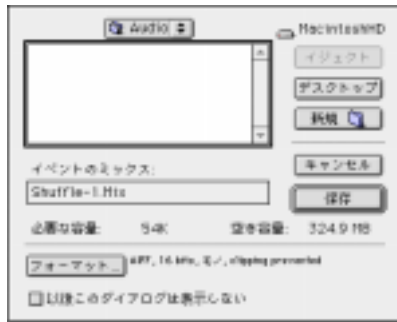 Audio
MacintoshHD
イジェクト
デスクトップ
新規
イベントのミックス:
キャンセル
Shuffle-1.Mix
保存
必要な容量: 54K 空き容量: 324.9 MB
フォーマット... AIFF, 16 bits, モノ, clipping prevented
以後このダイアログは表示しない